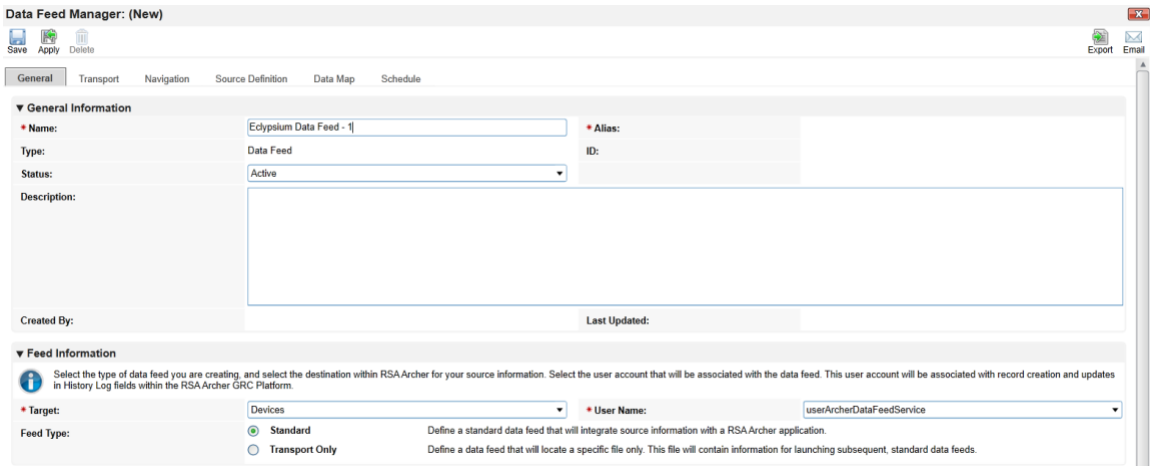 Data Feed Manager: (New)
Save Apply Delete Export Email
General Transport Navigation Source Definition Data Map Schedule
▼ General Information
* Name: Eclypsium Data Feed - 1 * Alias:
Type: Data Feed ID:
Status: Active
Description:
Created By: Last Updated:
▼ Feed Information
Select the type of data feed you are creating, and select the destination within RSA Archer for your source information. Select the user account that will be associated with the data feed. This user account will be associated with record creation and updates
in History Log fields within the RSA Archer GRC Platform.
* Target: Devices * User Name: userArcherDataFeedService
Feed Type: Standard Define a standard data feed that will integrate source information with a RSA Archer application.
Transport Only Define a data feed that will locate a specific file only. This file will contain information for launching subsequent, standard data feeds.